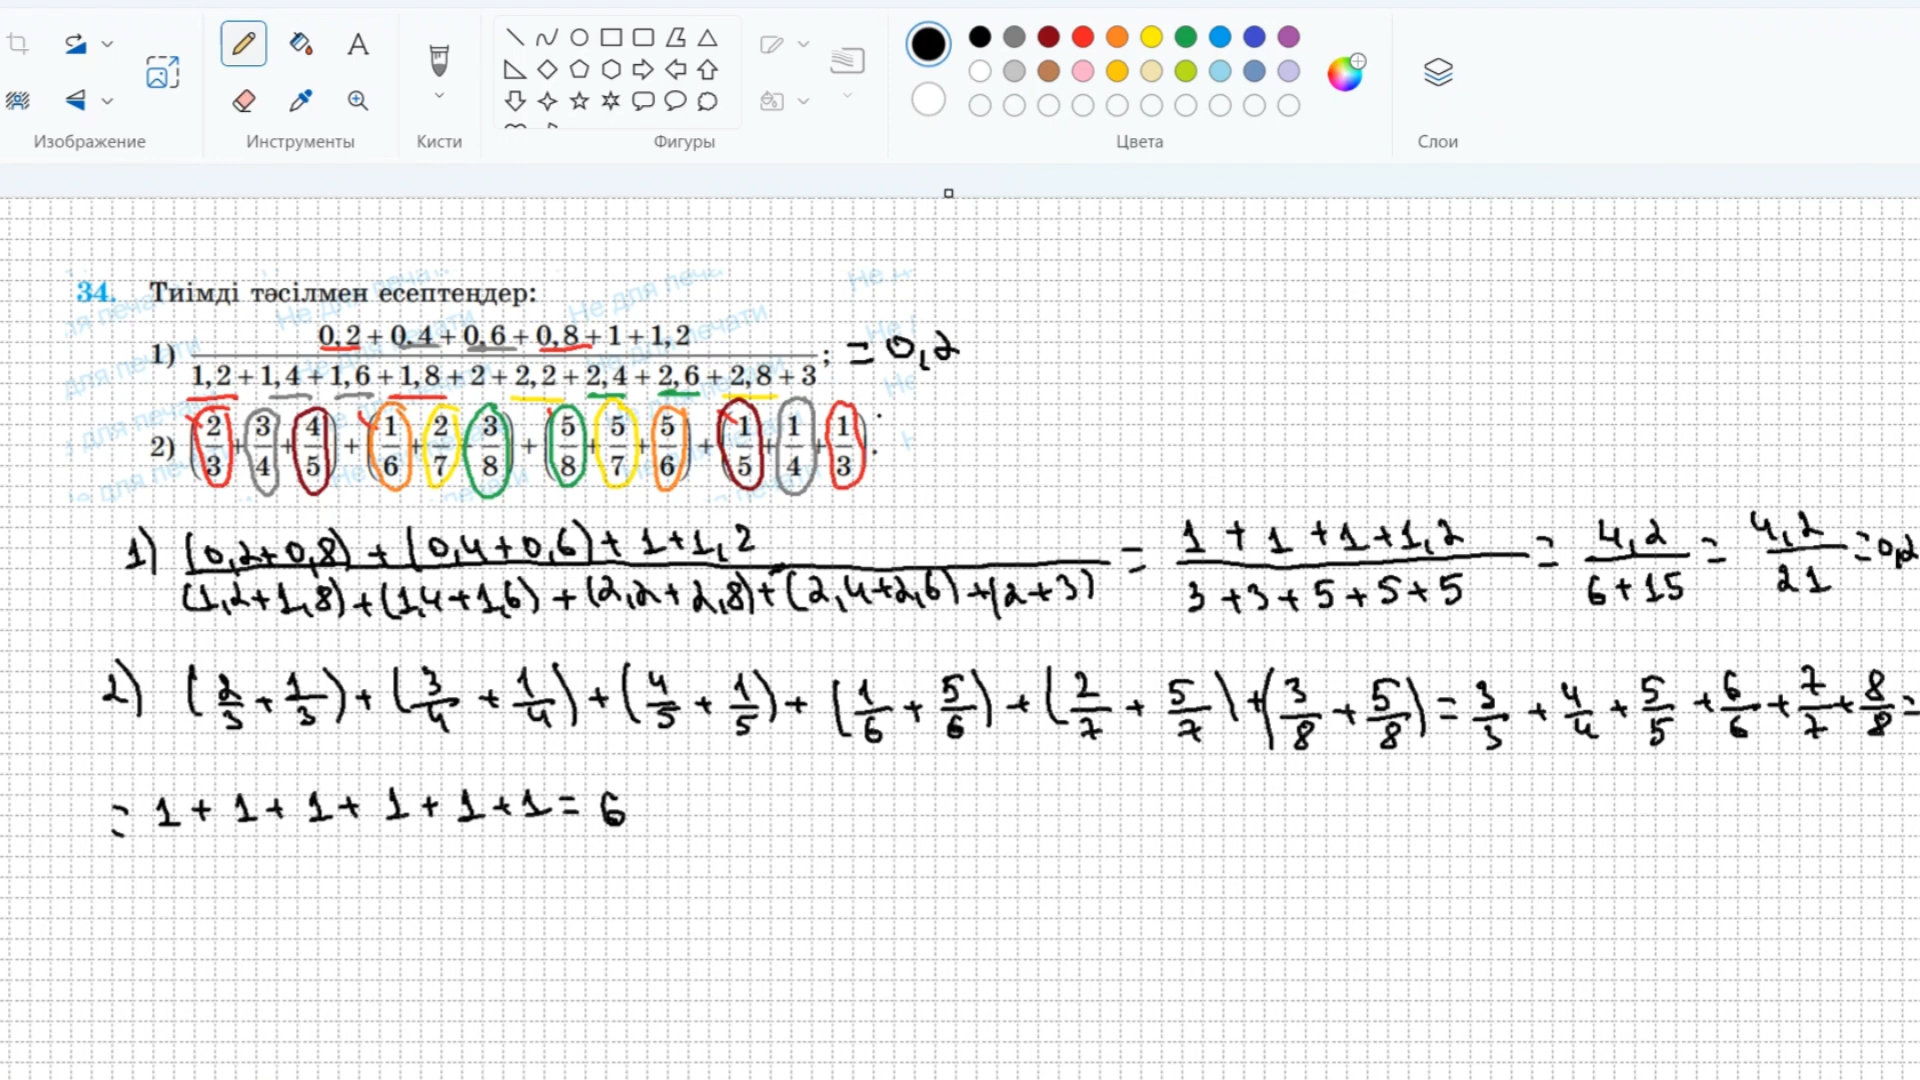 Изображение Инструменты Кисти Фигуры Цвета Слои
34. Тиімді тәсілмен есептеңдер:
1) (0,2 + 0,4 + 0,6 + 0,8 + 1 + 1,2)/(1,2 + 1,4 + 1,6 + 1,8 + 2 + 2,2 + 2,4 + 2,6 + 2,8 + 3); = 0,2
2) (2/3 + 3/4 + 4/5) + (1/6 + 2/7 + 3/8) + (5/8 + 5/7 + 5/6) + (1/5 + 1/4 + 1/3).
Не для печати
1) ((0,2+0,8) + (0,4+0,6) + 1+1,2)/((1,2+1,8)+(1,4+1,6)+(2,2+2,8)+(2,4+2,6)+(2+3)) = (1 + 1 + 1 + 1,2)/(3 + 3 + 5 + 5 + 5) = 4,2/(6+15) = 4,2/21 = 0,2
2) (2/3 + 1/3) + (3/4 + 1/4) + (4/5 + 1/5) + (1/6 + 5/6) + (2/7 + 5/7) + (3/8 + 5/8) = 3/3 + 4/4 + 5/5 + 6/6 + 7/7 + 8/8 =
= 1 + 1 + 1 + 1 + 1 + 1 = 6